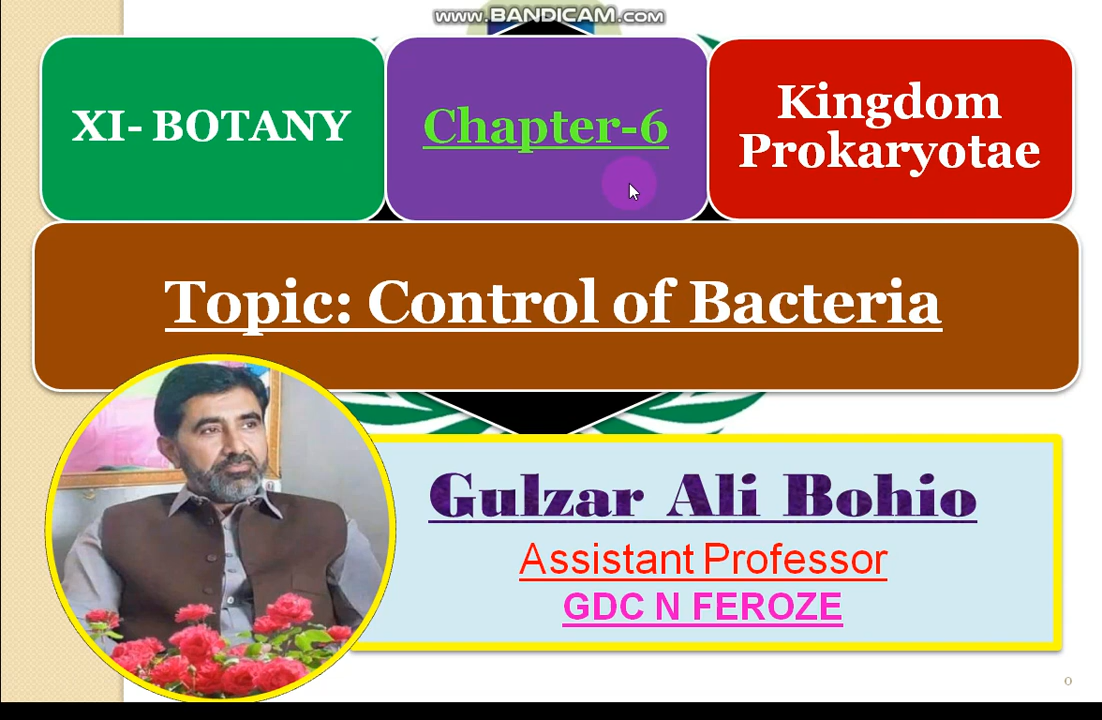 www.BANDICAM.com
XI- BOTANY
Chapter-6
Kingdom
Prokaryotae
Topic: Control of Bacteria
Gulzar Ali Bohio
Assistant Professor
GDC N FEROZE
0